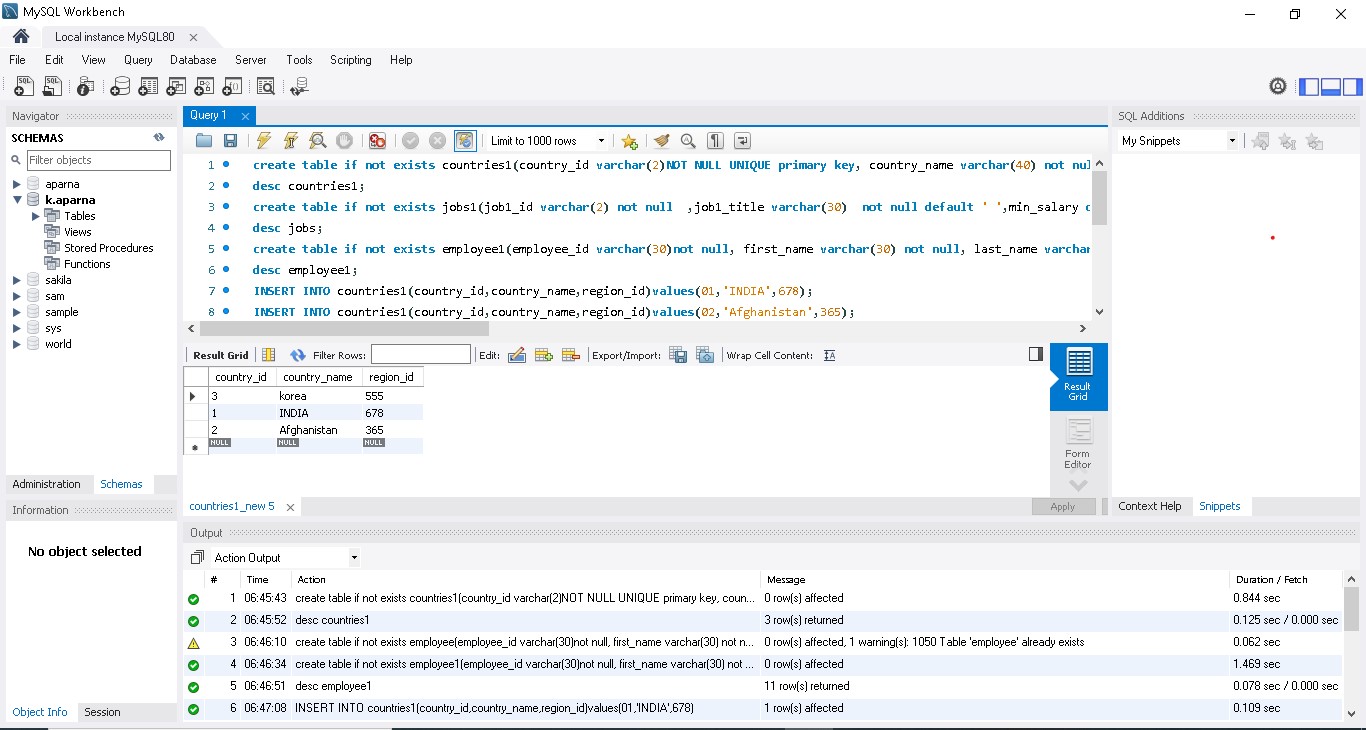 MySQL Workbench
Local instance MySQL80
File Edit View Query Database Server Tools Scripting Help
Navigator
SCHEMAS
Filter objects
aparna
k.aparna
Tables
Views
Stored Procedures
Functions
sakila
sam
sample
sys
world
Administration Schemas
Information
No object selected
Object Info Session
Query 1
Limit to 1000 rows
1 create table if not exists countries1(country_id varchar(2)NOT NULL UNIQUE primary key, country_name varchar(40) not nul
2 desc countries1;
3 create table if not exists jobs1(job1_id varchar(2) not null ,job1_title varchar(30) not null default ' ',min_salary d
4 desc jobs;
5 create table if not exists employee1(employee_id varchar(30)not null, first_name varchar(30) not null, last_name varchar
6 desc employee1;
7 INSERT INTO countries1(country_id,country_name,region_id)values(01,'INDIA',678);
8 INSERT INTO countries1(country_id,country_name,region_id)values(02,'Afghanistan',365);
Result Grid Filter Rows: Edit: Export/Import: Wrap Cell Content:
country_id country_name region_id
3 korea 555
1 INDIA 678
2 Afghanistan 365
NULL NULL NULL
Result Grid
Form Editor
countries1_new 5
Apply
SQL Additions
My Snippets
Context Help Snippets
Output
Action Output
# Time Action Message Duration / Fetch
1 06:45:43 create table if not exists countries1(country_id varchar(2)NOT NULL UNIQUE primary key, coun... 0 row(s) affected 0.844 sec
2 06:45:52 desc countries1 3 row(s) returned 0.125 sec / 0.000 sec
3 06:46:10 create table if not exists employee(employee_id varchar(30)not null, first_name varchar(30) not n... 0 row(s) affected, 1 warning(s): 1050 Table 'employee' already exists 0.062 sec
4 06:46:34 create table if not exists employee1(employee_id varchar(30)not null, first_name varchar(30) not ... 0 row(s) affected 1.469 sec
5 06:46:51 desc employee1 11 row(s) returned 0.078 sec / 0.000 sec
6 06:47:08 INSERT INTO countries1(country_id,country_name,region_id)values(01,'INDIA',678) 1 row(s) affected 0.109 sec